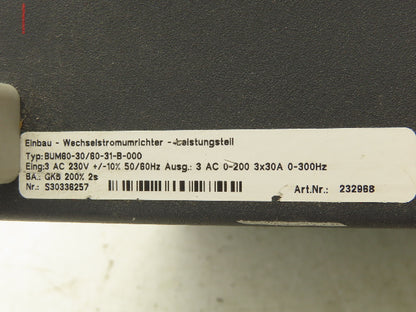 Einbau - Wechselstromumrichter - Leistungsteil
Typ: BUM60-30/60-31-B-000
Eing:3 AC 230V +/-10% 50/60Hz Ausg.: 3 AC 0-200 3x30A 0-300Hz
BA.: GKB 200% 2s
Nr.: S30336257 Art.Nr.: 232968